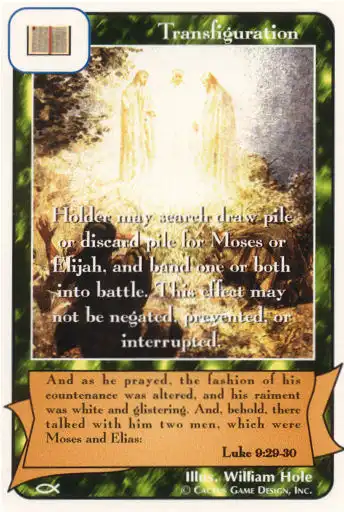 Transfiguration
Holder may search draw pile
or discard pile for Moses or
Elijah, and band one or both
into battle. This effect may
not be negated, prevented, or
interrupted.
And as he prayed, the fashion of his
countenance was altered, and his raiment
was white and glistering. And, behold, there
talked with him two men, which were
Moses and Elias:
Luke 9:29-30
Illus. William Hole
© Cactus Game Design, Inc.